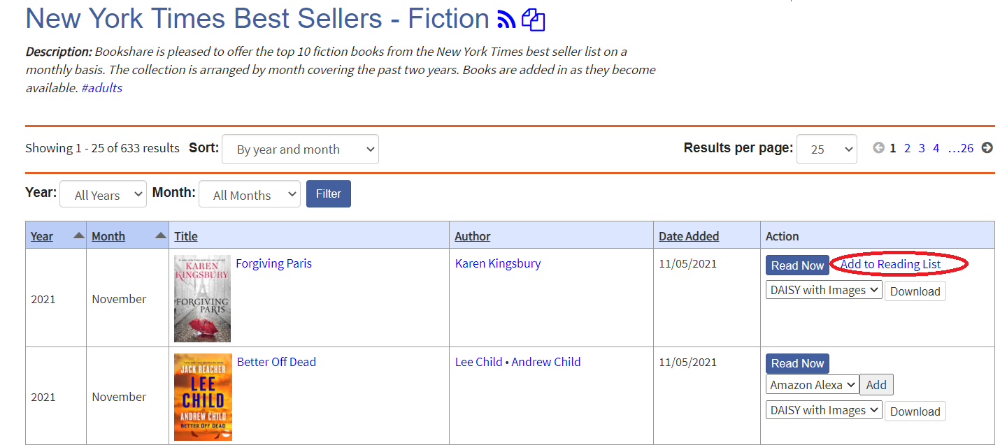 New York Times Best Sellers - Fiction
Description: Bookshare is pleased to offer the top 10 fiction books from the New York Times best seller list on a
monthly basis. The collection is arranged by month covering the past two years. Books are added in as they become
available. #adults
Showing 1 - 25 of 633 results Sort: By year and month Results per page: 25 1 2 3 4 …26
Year: All Years Month: All Months Filter
Year Month Title Author Date Added Action
2021 November
KAREN
KINGSBURY
FORGIVING
PARIS
Forgiving Paris Karen Kingsbury 11/05/2021 Read Now Add to Reading List
DAISY with Images Download
2021 November
JACK REACHER
LEE
CHILD
ANDREW CHILD
BETTER OFF DEAD
Better Off Dead Lee Child • Andrew Child 11/05/2021 Read Now
Amazon Alexa Add
DAISY with Images Download